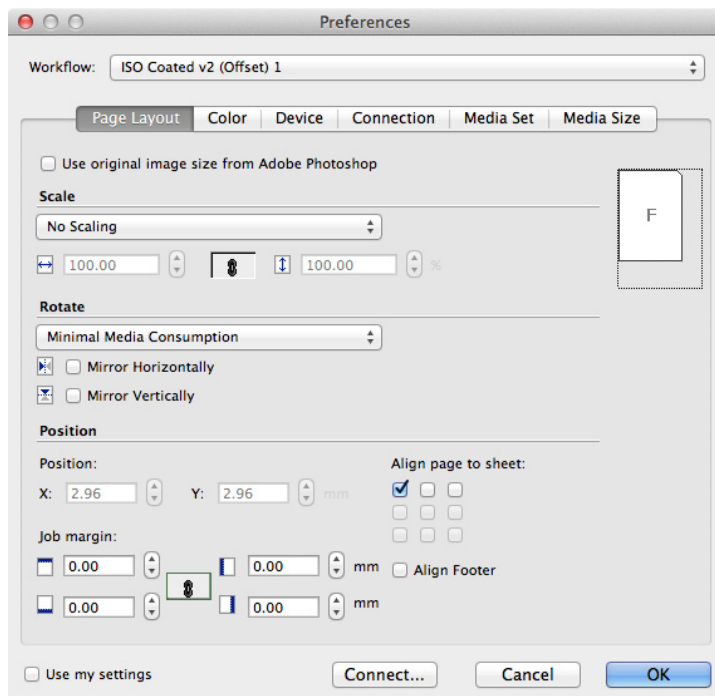 Preferences
Workflow: ISO Coated v2 (Offset) 1
Page Layout Color Device Connection Media Set Media Size
Use original image size from Adobe Photoshop
Scale
No Scaling
F
100.00 100.00 %
Rotate
Minimal Media Consumption
Mirror Horizontally
Mirror Vertically
Position
Position: Align page to sheet:
X: 2.96 Y: 2.96 mm
Job margin:
0.00 0.00 mm Align Footer
0.00 0.00 mm
Use my settings Connect... Cancel OK